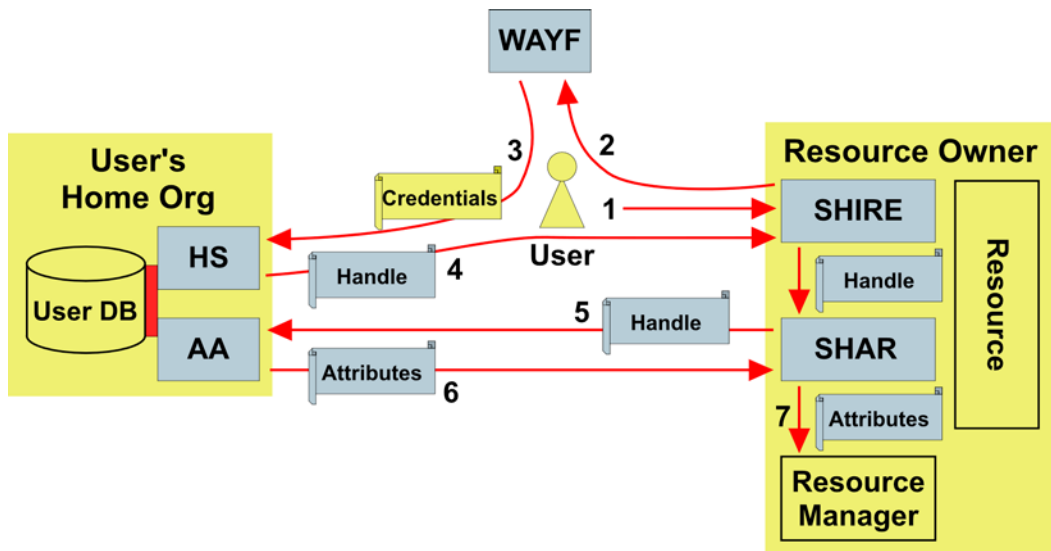 WAYF
3
2
User's
Home Org
Credentials
Resource Owner
1
SHIRE
HS
User
Handle
4
Handle
Resource
User DB
5
Handle
AA
SHAR
Attributes
6
7
Attributes
Resource
Manager